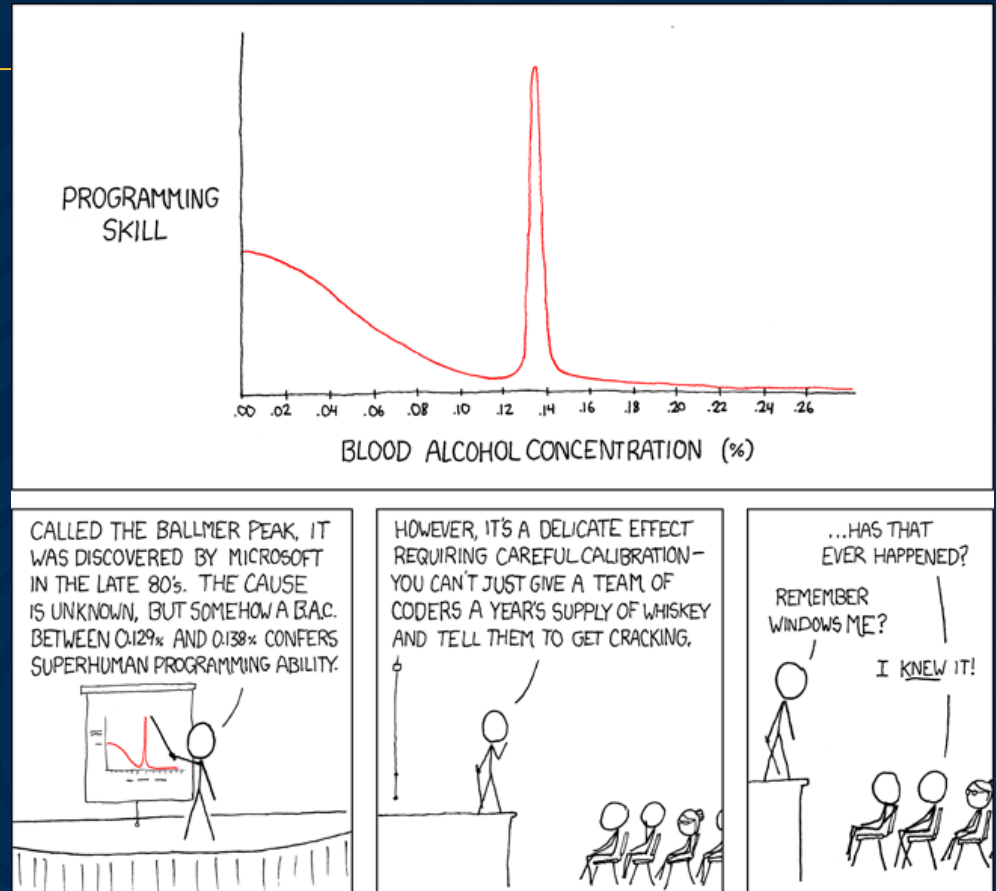 PROGRAMMING
SKILL
.00 .02 .04 .06 .08 .10 .12 .14 .16 .18 .20 .22 .24 .26
BLOOD ALCOHOL CONCENTRATION (%)
CALLED THE BALLMER PEAK, IT
WAS DISCOVERED BY MICROSOFT
IN THE LATE 80's. THE CAUSE
IS UNKNOWN, BUT SOMEHOW A B.A.C.
BETWEEN 0.129% AND 0.138% CONFERS
SUPERHUMAN PROGRAMMING ABILITY.
HOWEVER, IT'S A DELICATE EFFECT
REQUIRING CAREFUL CALIBRATION–
YOU CAN'T JUST GIVE A TEAM OF
CODERS A YEAR'S SUPPLY OF WHISKEY
AND TELL THEM TO GET CRACKING.
...HAS THAT
EVER HAPPENED?
REMEMBER
WINDOWS ME?
I KNEW IT!